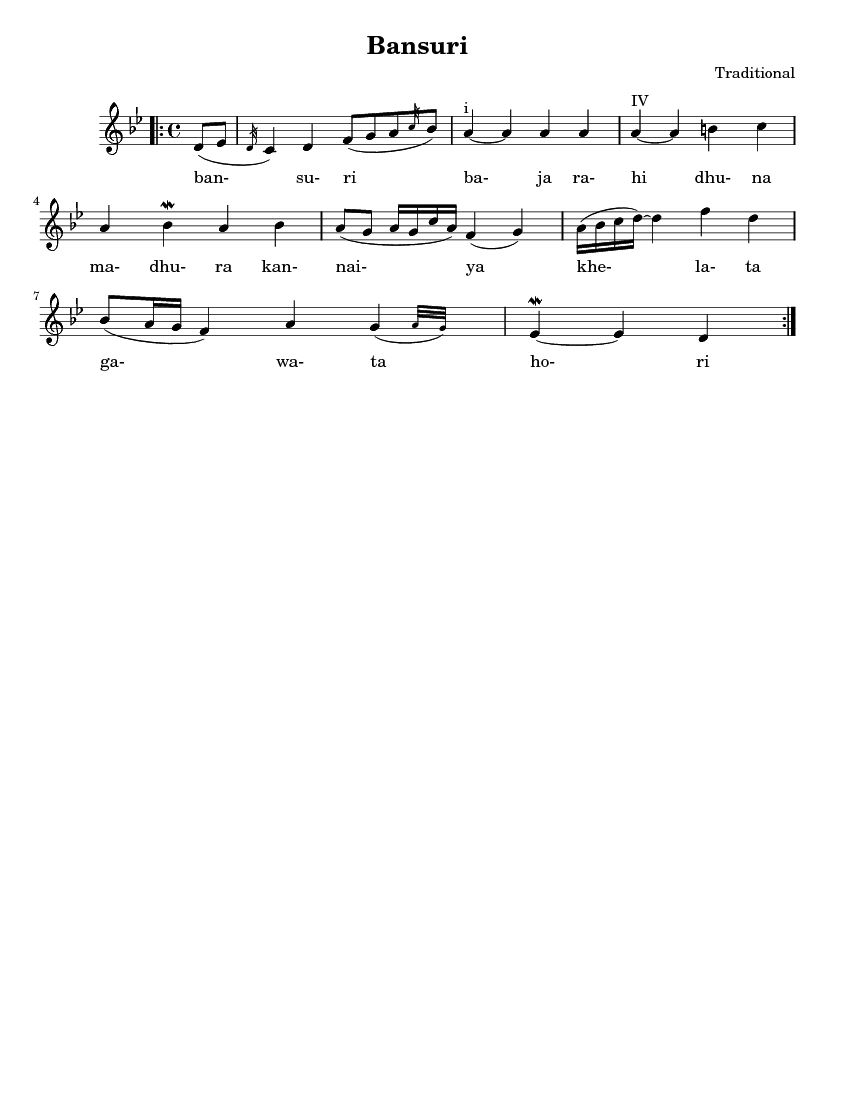 Bansuri
Traditional
i IV
ban- su- ri ba- ja ra- hi dhu- na
4
ma- dhu- ra kan- nai- ya khe- la- ta
7
ga- wa- ta ho- ri